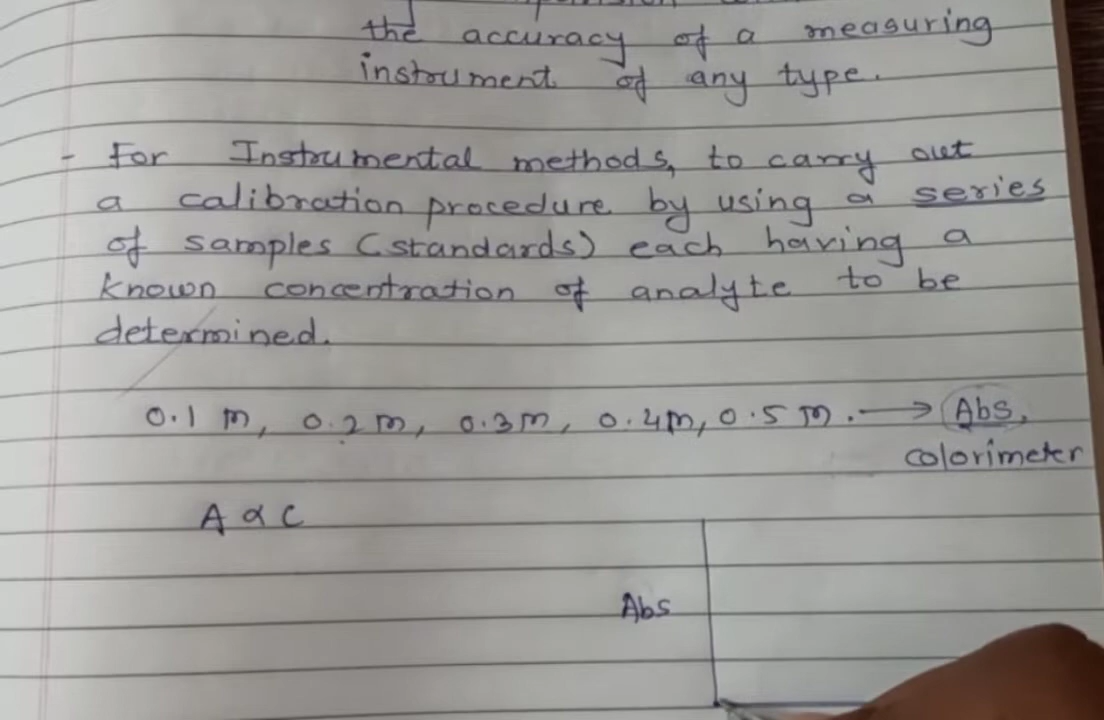 the accuracy of a measuring
instrument of any type.
- For Instrumental methods, to carry out
a calibration procedure by using a series
of samples (standards) each having a
known concentration of analyte to be
determined.
0.1 m, 0.2 m, 0.3 m, 0.4 m, 0.5 m. → Abs,
colorimeter
A α C
Abs